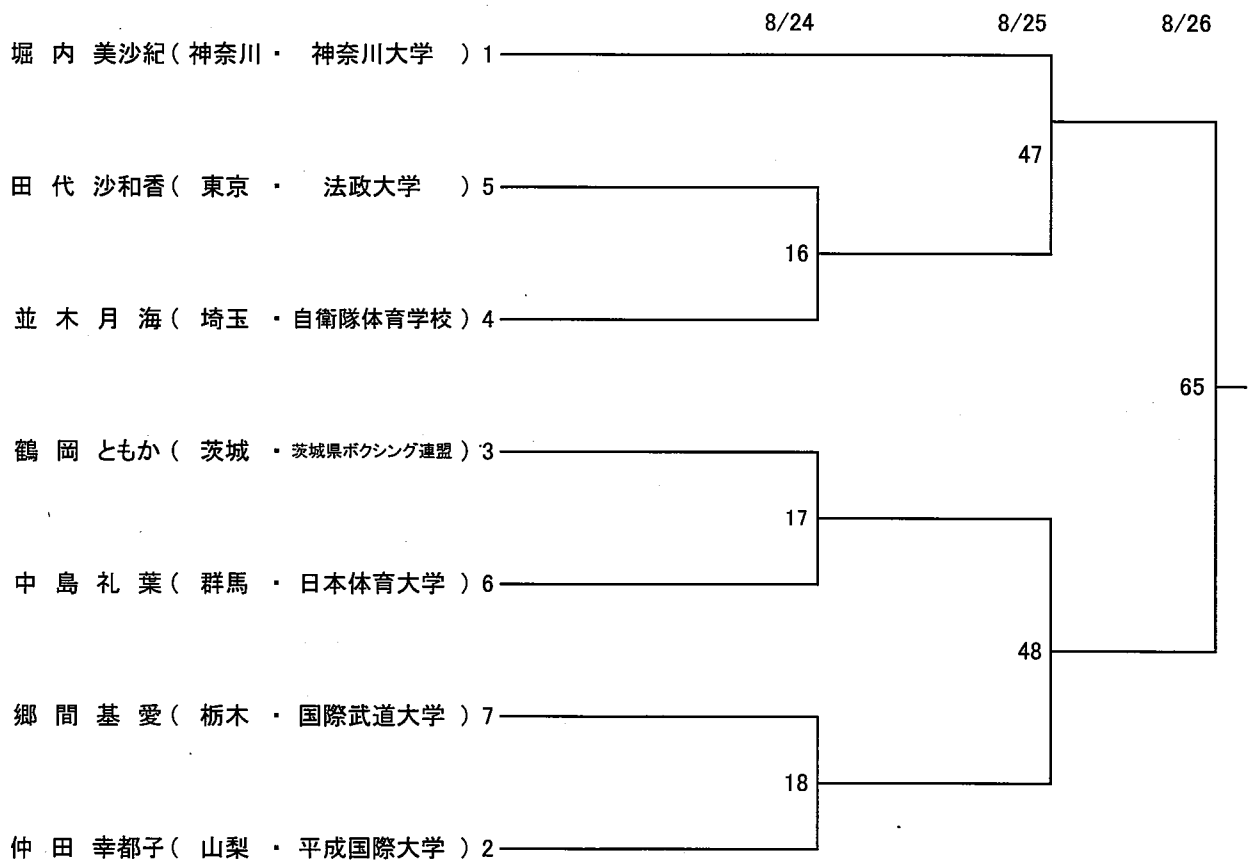 8/24 8/25 8/26
堀 内 美沙紀( 神奈川 ・ 神奈川大学 ) 1
47
田 代 沙和香( 東京 ・ 法政大学 ) 5
16
並 木 月 海( 埼玉 ・ 自衛隊体育学校 ) 4
65
鶴 岡 ともか( 茨城 ・ 茨城県ボクシング連盟 ) 3
17
中 島 礼 葉( 群馬 ・ 日本体育大学 ) 6
48
郷 間 基 愛( 栃木 ・ 国際武道大学 ) 7
18
仲 田 幸都子( 山梨 ・ 平成国際大学 ) 2